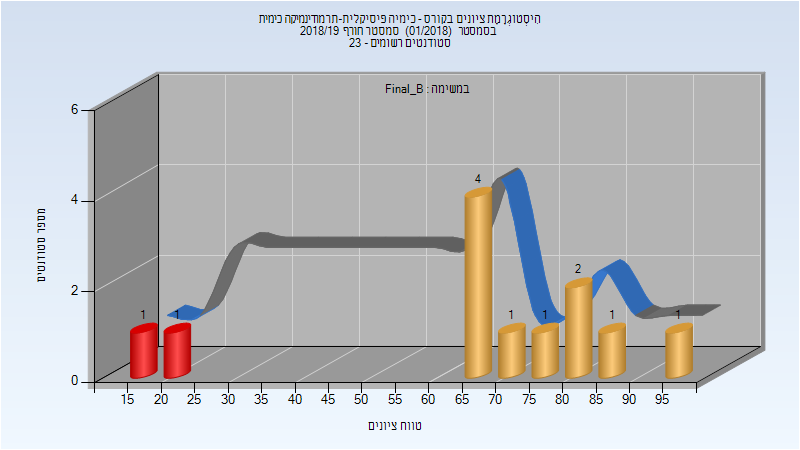 היסטוגרמת ציונים בקורס - כימיה פיסיקלית-תרמודינמיקה כימית
בסמסטר (01/2018) סמסטר חורף 2018/19
סטודנטים רשומים - 23
במשימה : Final_B
מספר סטודנטים
6
4
2
0
1
1
4
1
1
2
1
1
15 20 25 30 35 40 45 50 55 60 65 70 75 80 85 90 95
טווח ציונים